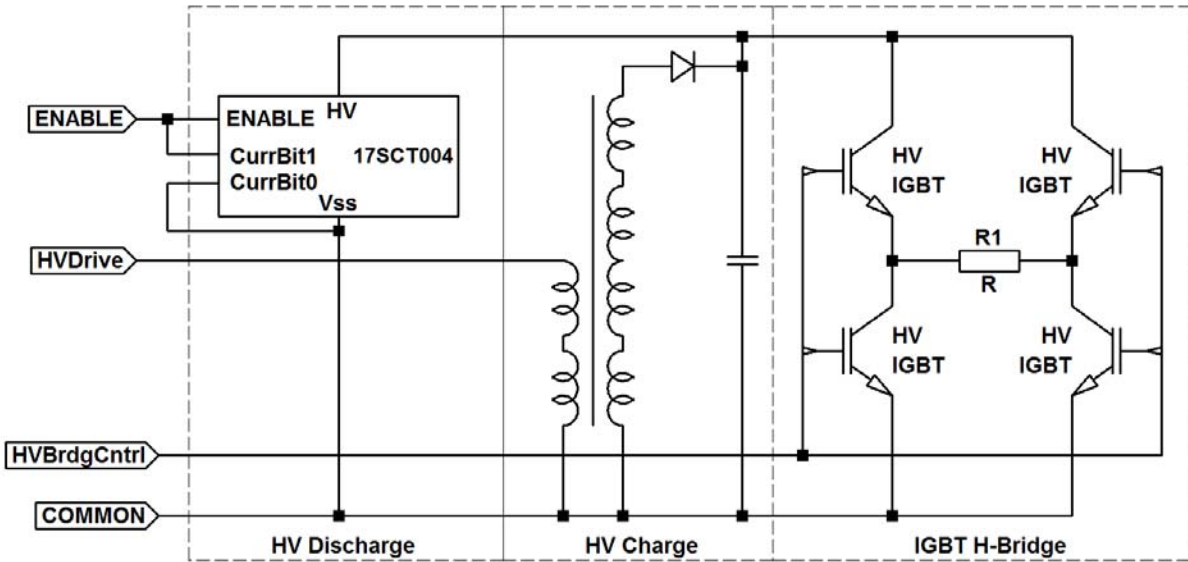 HV
ENABLE
ENABLE
CurrBit1
17SCT004
CurrBit0
Vss
HVDrive
HV
IGBT
HV
IGBT
R1
R
HV
IGBT
HV
IGBT
HVBrdgCntrl
COMMON
HV Discharge
HV Charge
IGBT H-Bridge